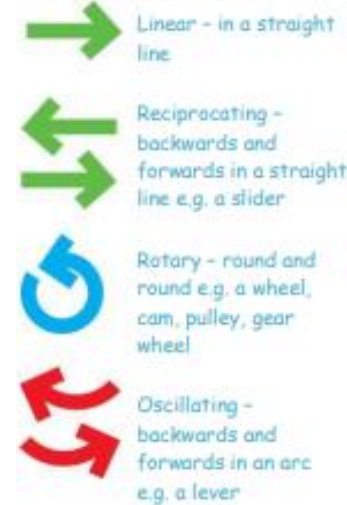 Linear – in a straight
line
Reciprocating –
backwards and
forwards in a straight
line e.g. a slider
Rotary – round and
round e.g. a wheel,
cam, pulley, gear
wheel
Oscillating –
backwards and
forwards in an arc
e.g. a lever